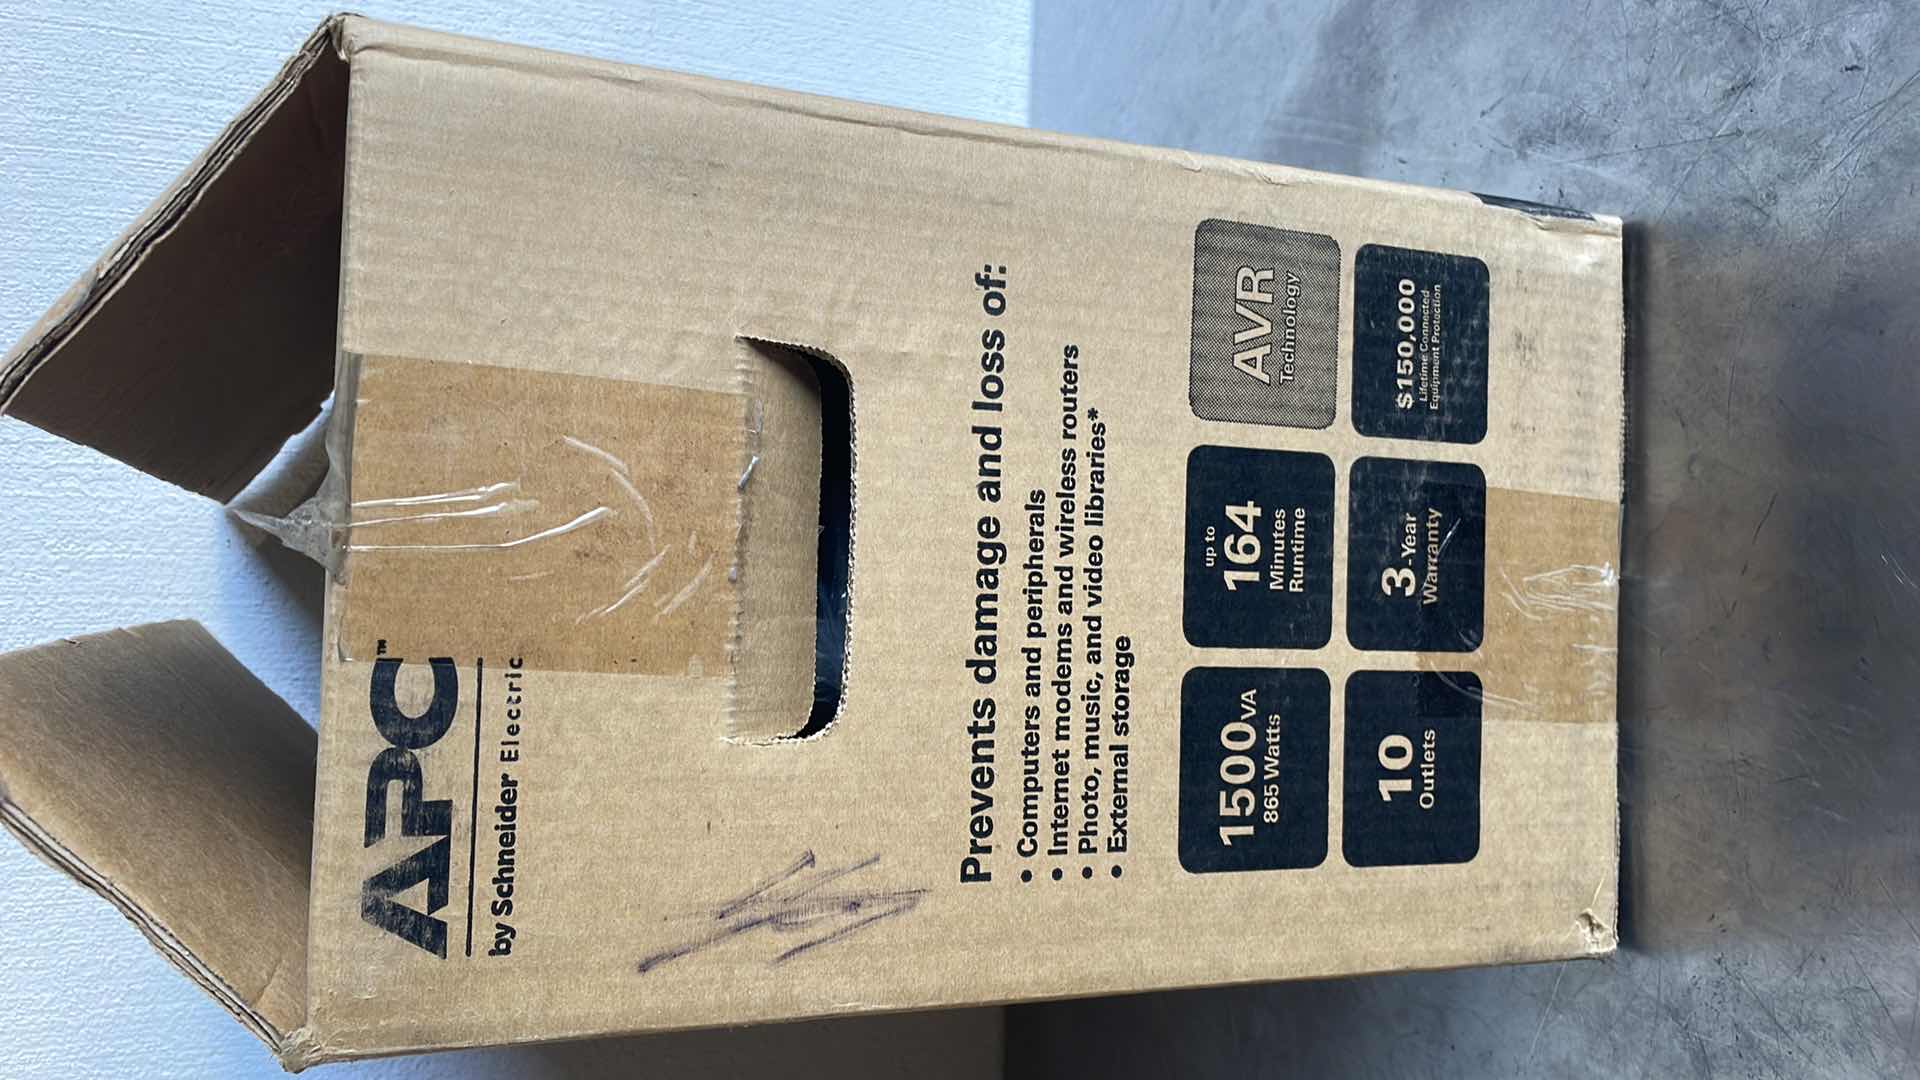 APC™
by Schneider Electric
Prevents damage and loss of:
• Computers and peripherals
• Internet modems and wireless routers
• Photo, music, and video libraries*
• External storage
1500VA
865 Watts
up to
164
Minutes
Runtime
AVR
Technology
10
Outlets
3-Year
Warranty
$150,000
Lifetime Connected
Equipment Protection